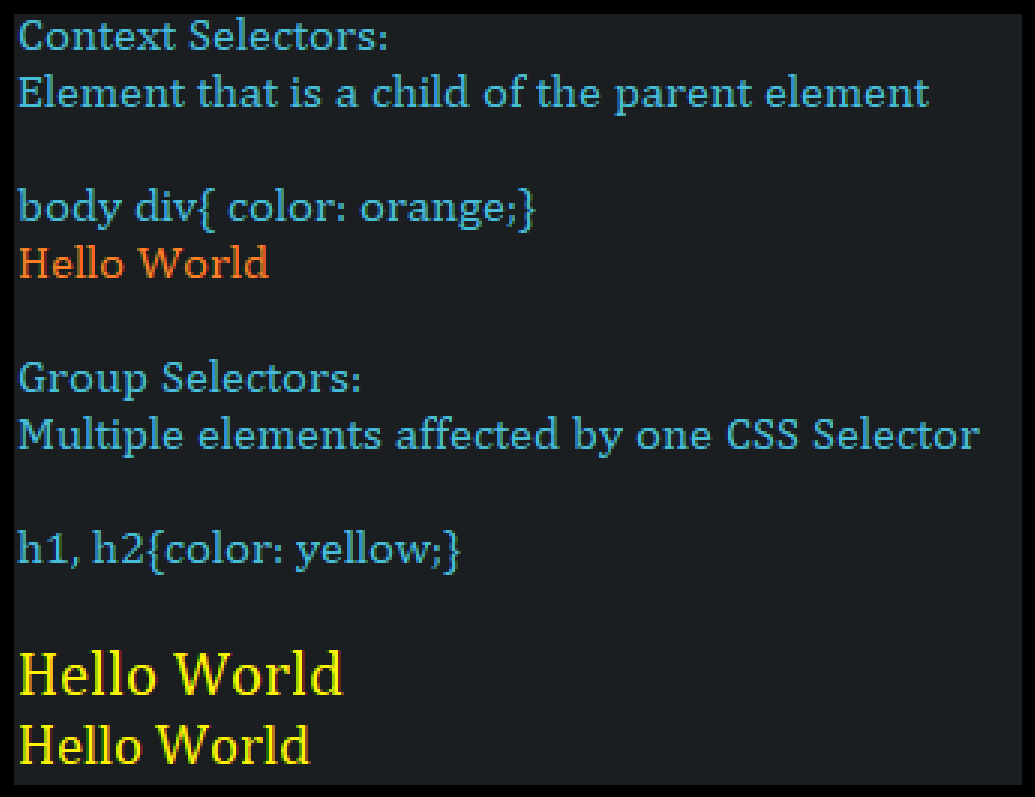 Context Selectors:
Element that is a child of the parent element
body div{ color: orange;}
Hello World
Group Selectors:
Multiple elements affected by one CSS Selector
h1, h2{color: yellow;}
Hello World
Hello World